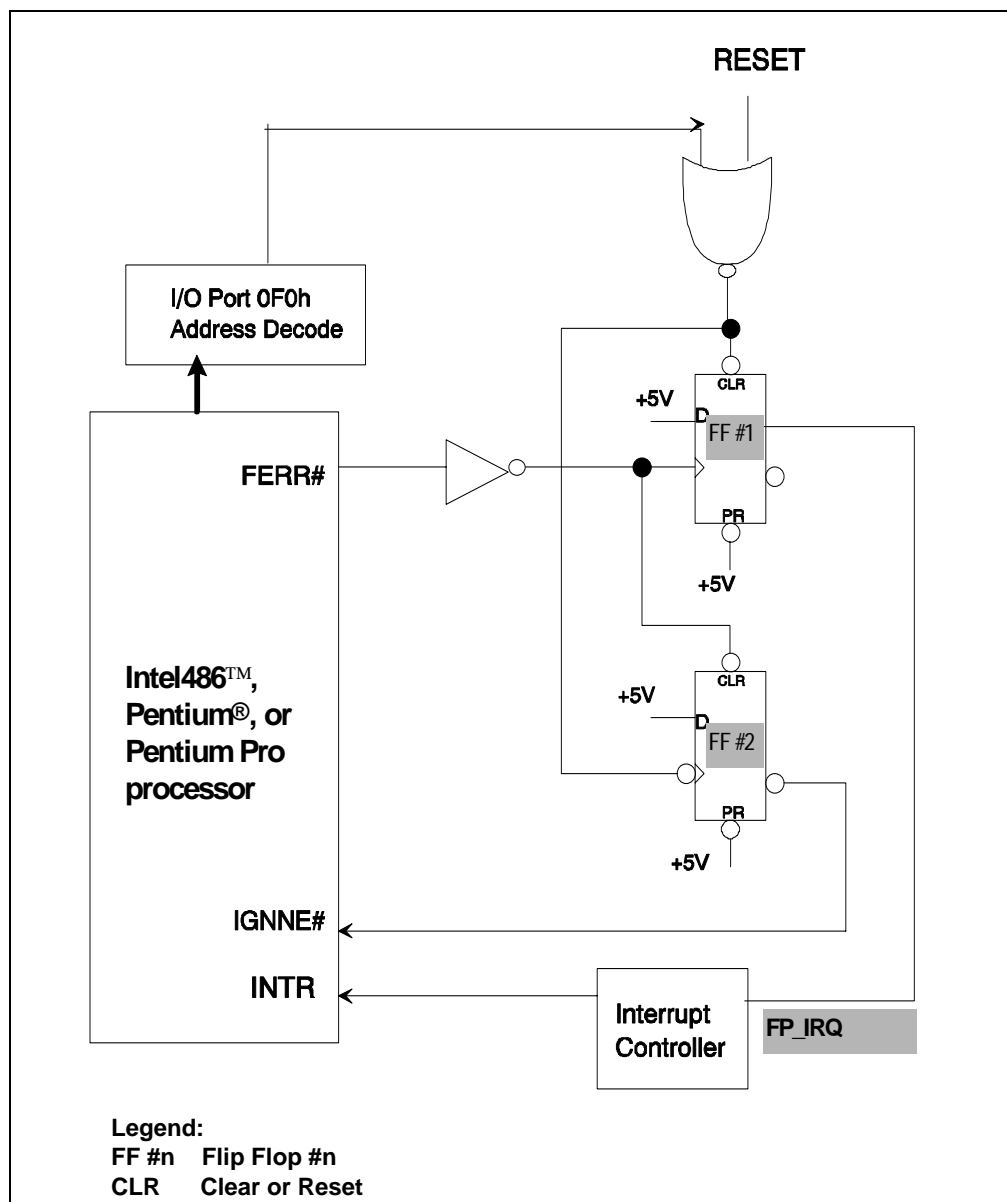 RESET
I/O Port 0F0h
Address Decode
CLR
+5V
D
FF #1
FERR#
PR
+5V
Intel486™,
Pentium®, or
Pentium Pro
processor
CLR
+5V
D
FF #2
PR
+5V
IGNNE#
INTR
Interrupt
Controller
FP_IRQ
Legend:
FF #n Flip Flop #n
CLR Clear or Reset